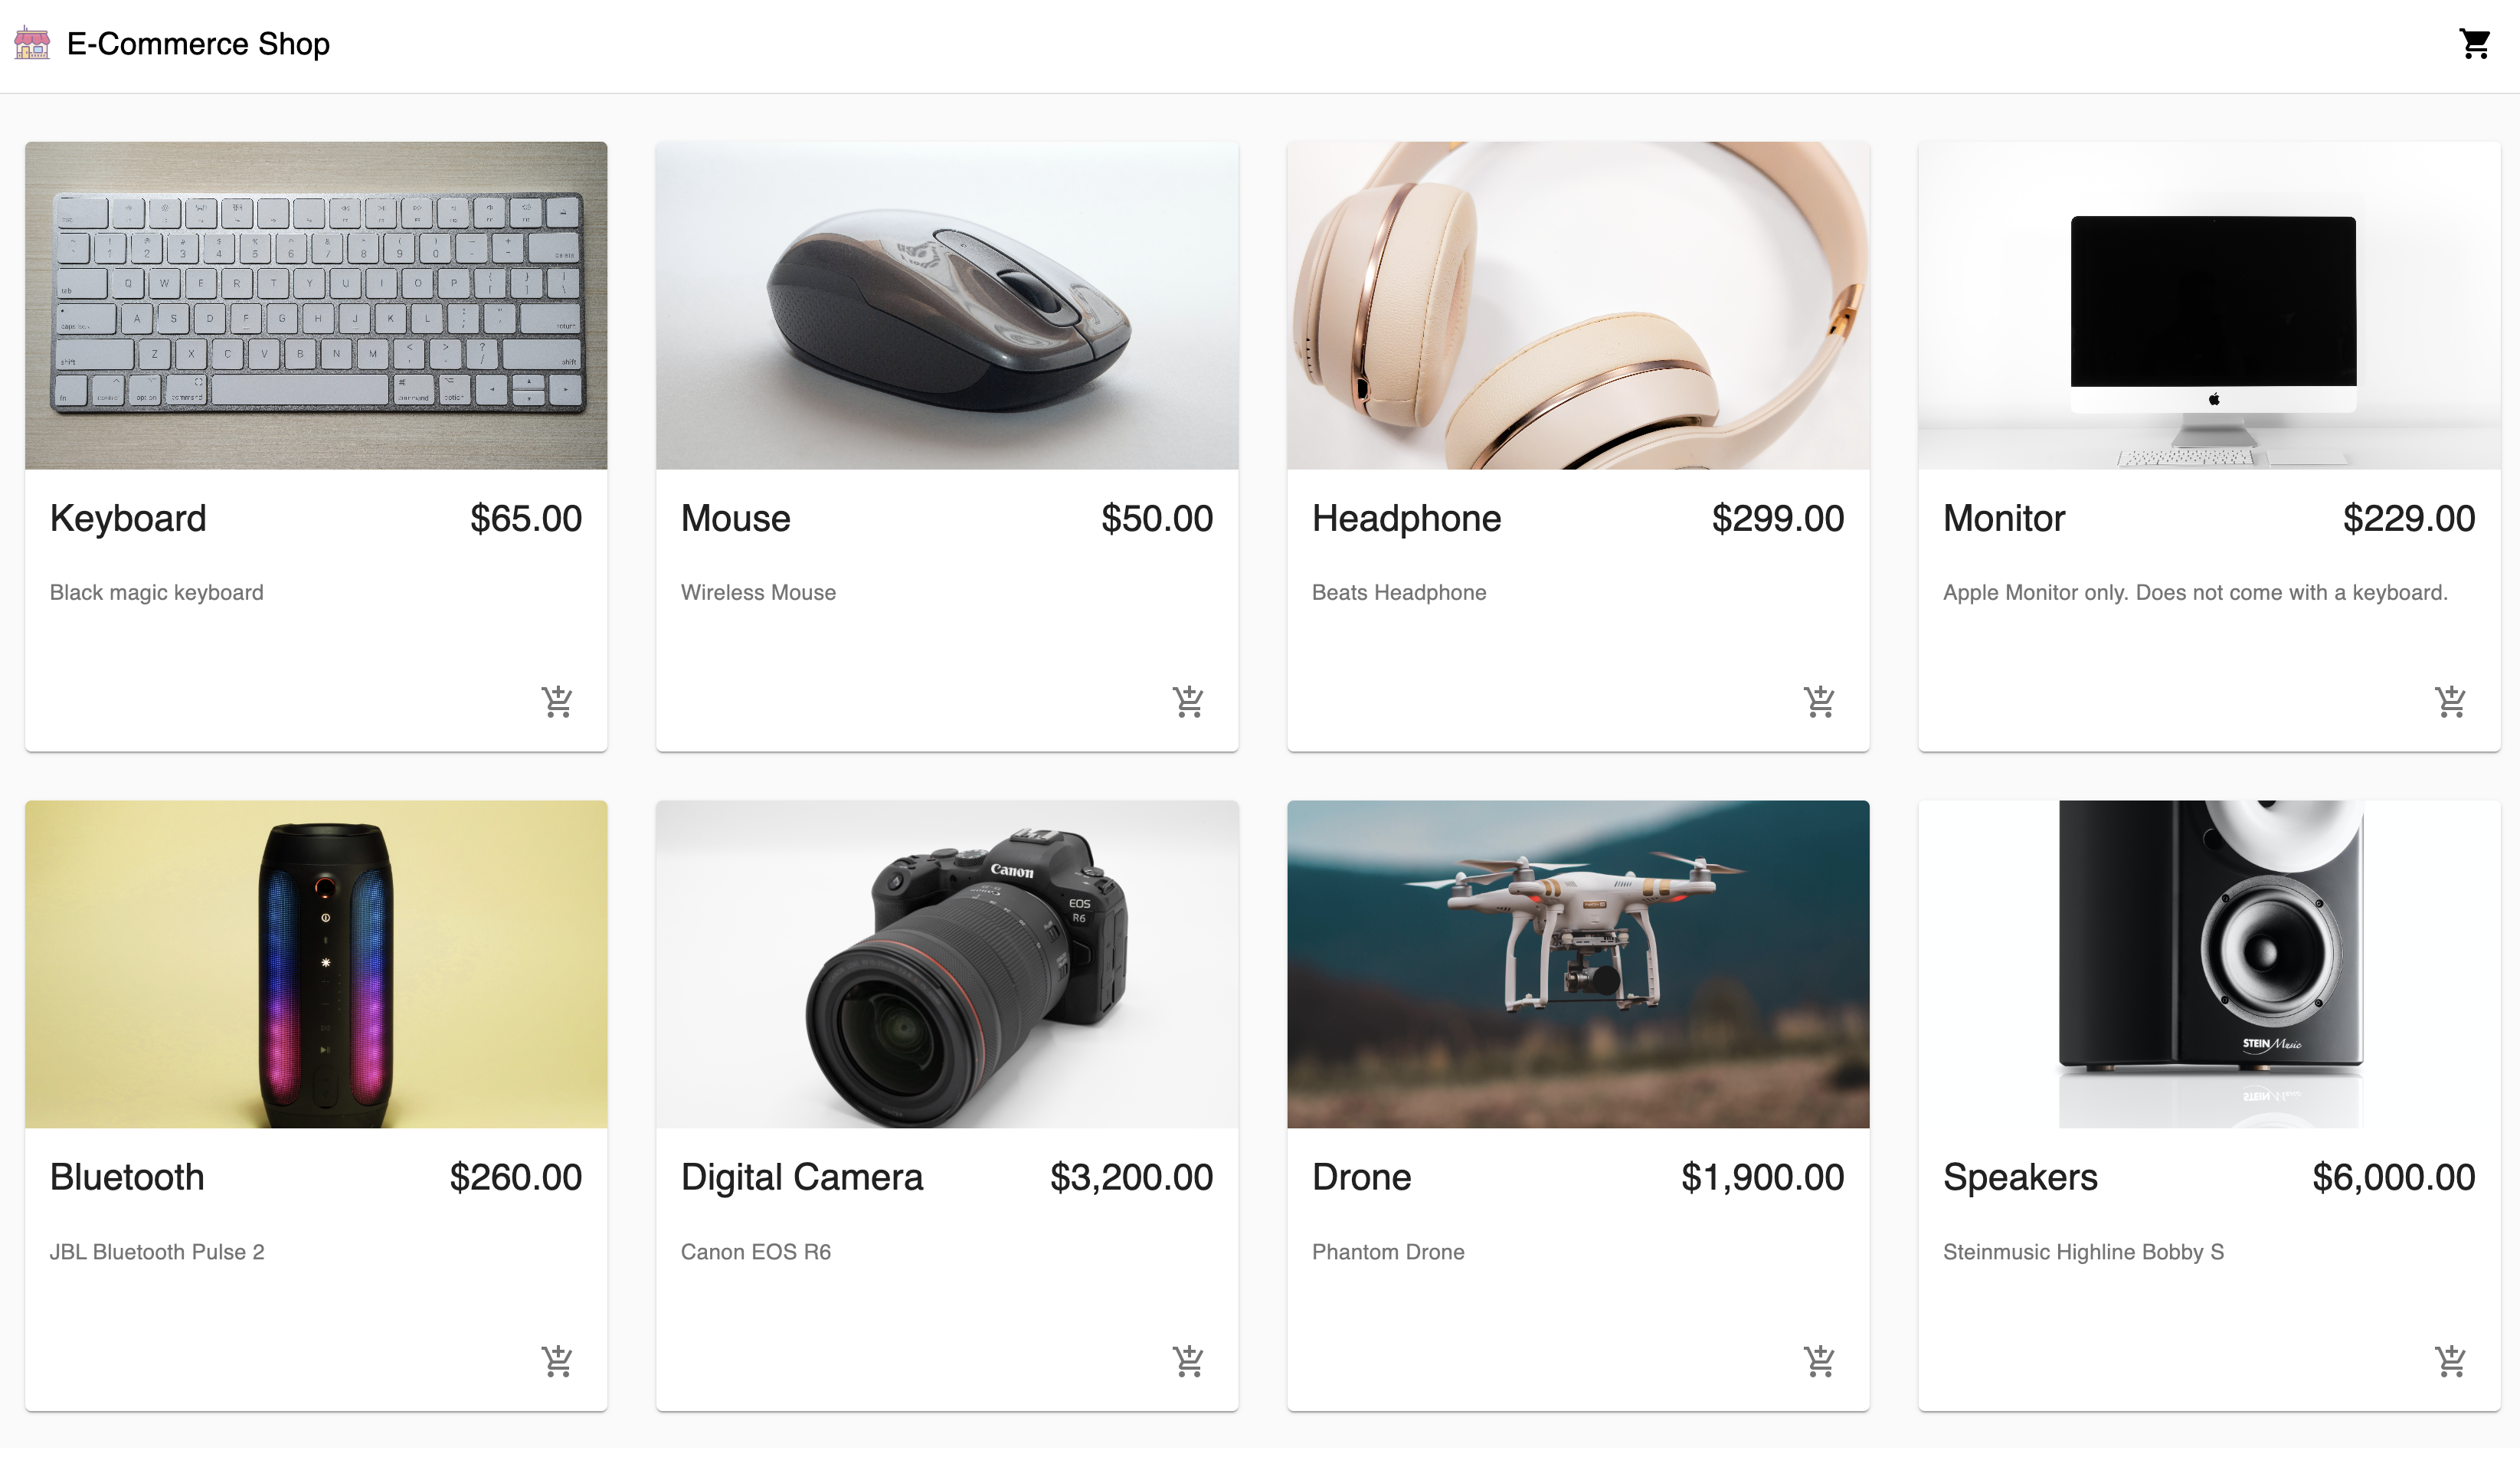 E-Commerce Shop
Keyboard $65.00
Black magic keyboard
Mouse $50.00
Wireless Mouse
Headphone $299.00
Beats Headphone
Monitor $229.00
Apple Monitor only. Does not come with a keyboard.
Canon
EOS
R6
STEIN Music
Bluetooth $260.00
JBL Bluetooth Pulse 2
Digital Camera $3,200.00
Canon EOS R6
Drone $1,900.00
Phantom Drone
Speakers $6,000.00
Steinmusic Highline Bobby S